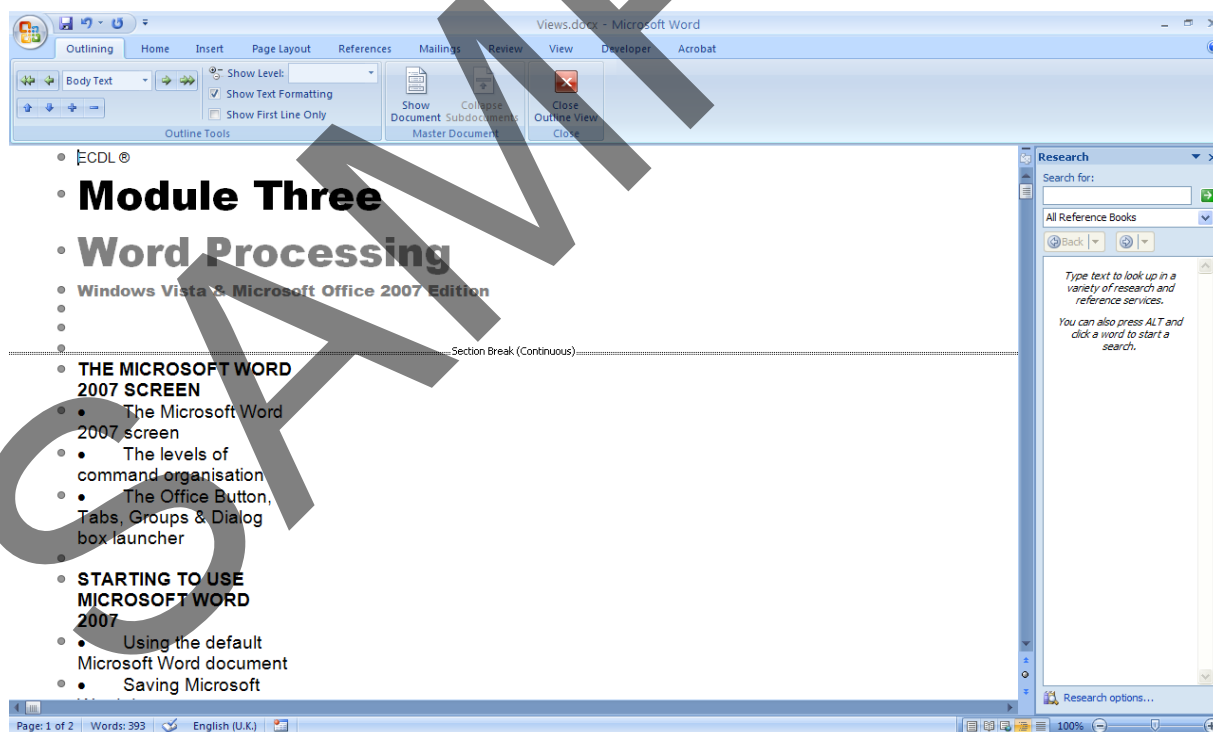 Views.docx - Microsoft Word
Outlining Home Insert Page Layout References Mailings Review View Developer Acrobat
Body Text
Show Level:
Show Text Formatting
Show First Line Only
Outline Tools
Show Document
Collapse Subdocuments
Master Document
Close Outline View
Close
ECDL ®
Module Three
Word Processing
Windows Vista & Microsoft Office 2007 Edition
Section Break (Continuous)
THE MICROSOFT WORD
2007 SCREEN
• The Microsoft Word
2007 screen
• The levels of
command organisation
• The Office Button,
Tabs, Groups & Dialog
box launcher
STARTING TO USE
MICROSOFT WORD
2007
• Using the default
Microsoft Word document
• Saving Microsoft
Research
Search for:
All Reference Books
Back
Type text to look up in a
variety of research and
reference services.
You can also press ALT and
click a word to start a
search.
Research options...
Page: 1 of 2 Words: 393 English (U.K.) 100%